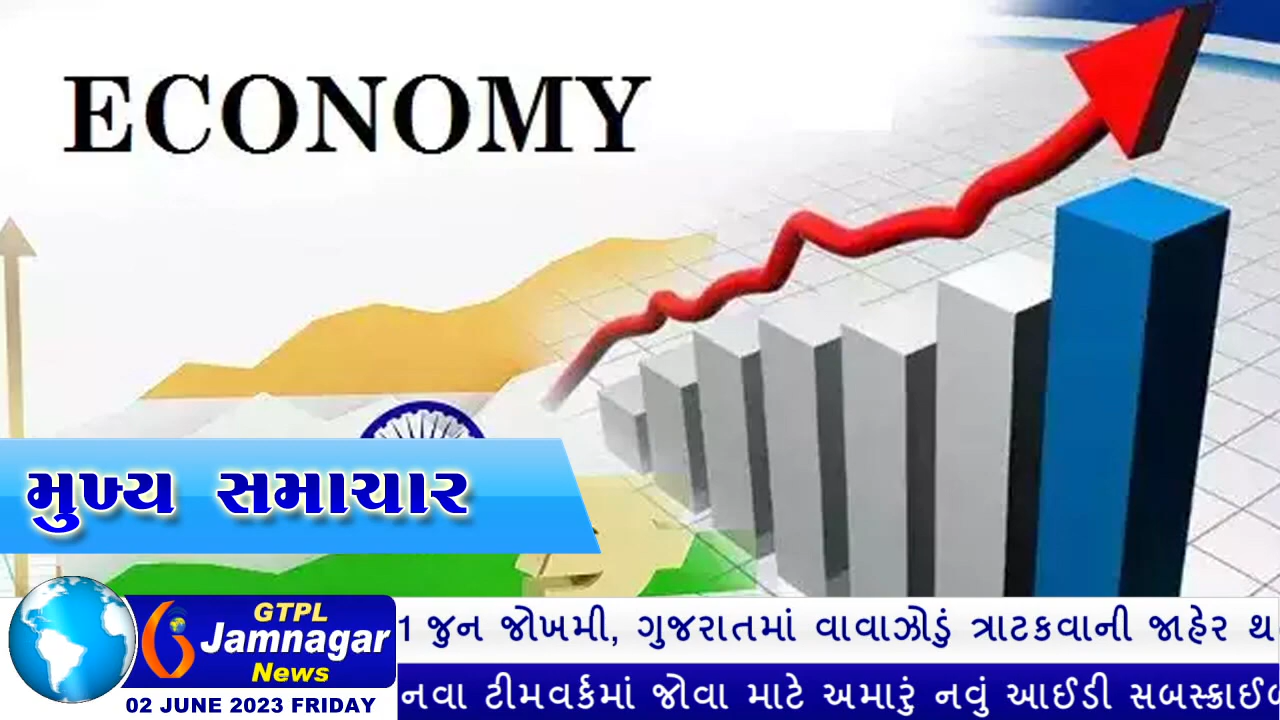 ECONOMY
મુખ્ય સમાચાર
GTPL
Jamnagar
News
02 JUNE 2023 FRIDAY
1 જુન જોખમી, ગુજરાતમાં વાવાઝોડું ત્રાટકવાની જાહેર થ
નવા ટીમવર્કમાં જોવા માટે અમારું નવું આઈડી સબસ્ક્રાઈબ